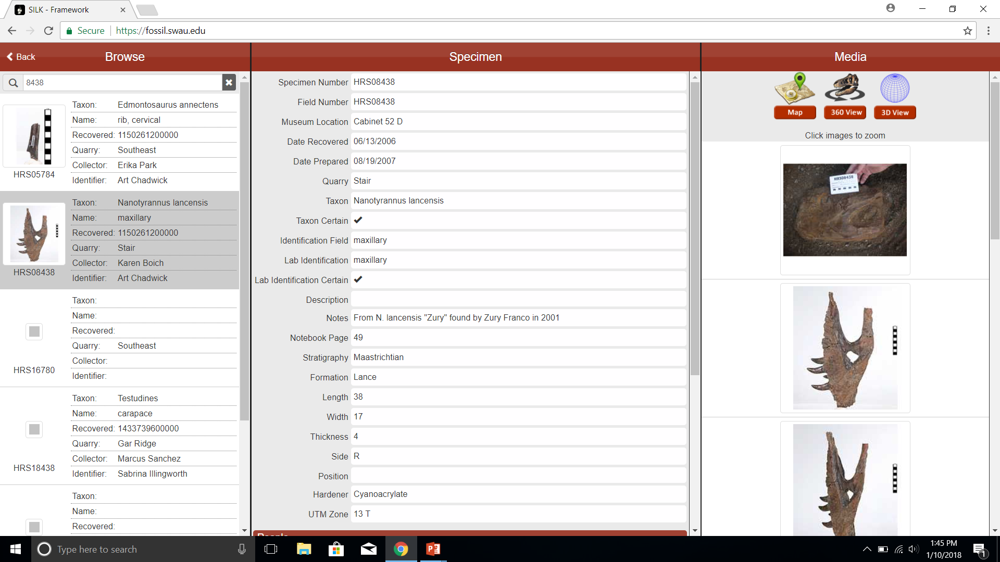 SILK - Framework
Secure https://fossil.swau.edu
Back Browse
8438
Taxon: Edmontosaurus annectens
Name: rib, cervical
Recovered: 1150261200000
Quarry: Southeast
Collector: Erika Park
Identifier: Art Chadwick
HRS05784
Taxon: Nanotyrannus lancensis
Name: maxillary
Recovered: 1150261200000
Quarry: Stair
Collector: Karen Boich
Identifier: Art Chadwick
HRS08438
Taxon:
Name:
Recovered:
Quarry: Southeast
Collector:
Identifier:
HRS16780
Taxon: Testudines
Name: carapace
Recovered: 1433739600000
Quarry: Gar Ridge
Collector: Marcus Sanchez
Identifier: Sabrina Illingworth
HRS18438
Taxon:
Name:
Recovered:
Specimen
Specimen Number HRS08438
Field Number HRS08438
Museum Location Cabinet 52 D
Date Recovered 06/13/2006
Date Prepared 08/19/2007
Quarry Stair
Taxon Nanotyrannus lancensis
Taxon Certain ✔
Identification Field maxillary
Lab Identification maxillary
Lab Identification Certain ✔
Description
Notes From N. lancensis "Zury" found by Zury Franco in 2001
Notebook Page 49
Stratigraphy Maastrichtian
Formation Lance
Length 38
Width 17
Thickness 4
Side R
Position
Hardener Cyanoacrylate
UTM Zone 13 T
People
Media
Map 360 View 3D View
Click images to zoom
HRS08438
Type here to search
1:45 PM
1/10/2018
1